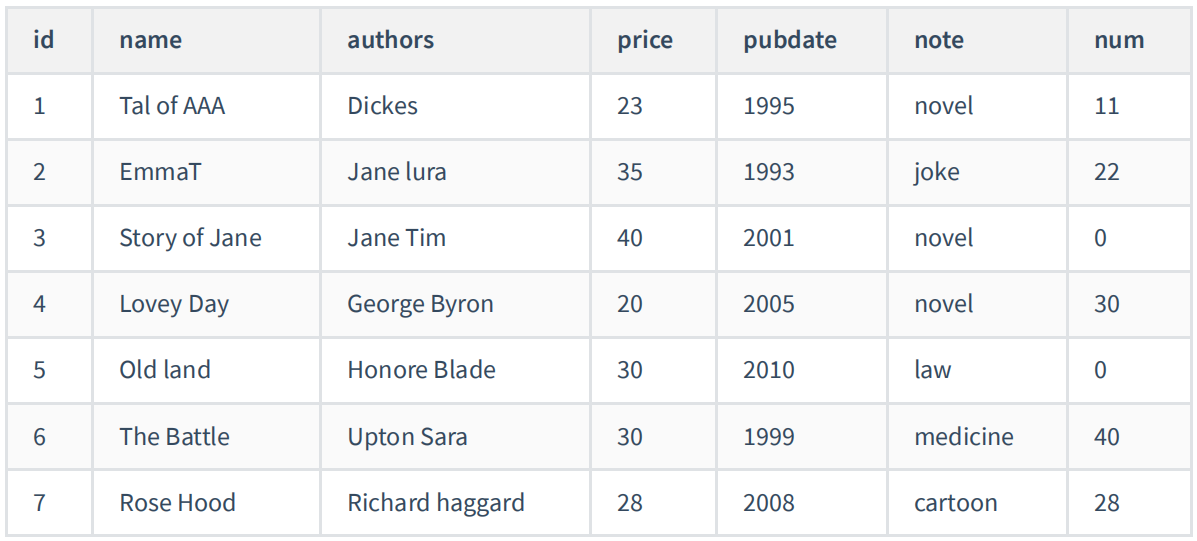 id name authors price pubdate note num
1 Tal of AAA Dickes 23 1995 novel 11
2 EmmaT Jane lura 35 1993 joke 22
3 Story of Jane Jane Tim 40 2001 novel 0
4 Lovey Day George Byron 20 2005 novel 30
5 Old land Honore Blade 30 2010 law 0
6 The Battle Upton Sara 30 1999 medicine 40
7 Rose Hood Richard haggard 28 2008 cartoon 28